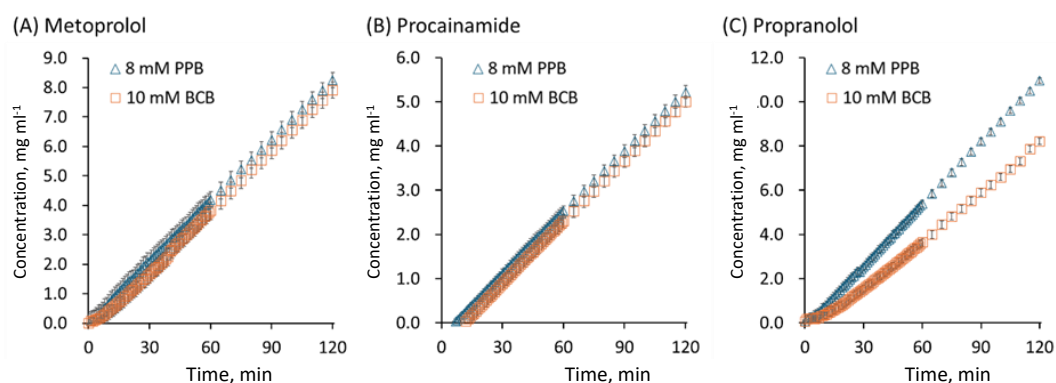 (A) Metoprolol
9.0
8.0
7.0
6.0
5.0
4.0
3.0
2.0
1.0
0.0
Concentration, mg ml⁻¹
8 mM PPB
10 mM BCB
0 30 60 90 120
Time, min
(B) Procainamide
6.0
5.0
4.0
3.0
2.0
1.0
0.0
Concentration, mg ml⁻¹
8 mM PPB
10 mM BCB
0 30 60 90 120
Time, min
(C) Propranolol
12.0
8.0
6.0
4.0
2.0
0.0
Concentration, mg ml⁻¹
8 mM PPB
10 mM BCB
0 30 60 90 120
Time, min